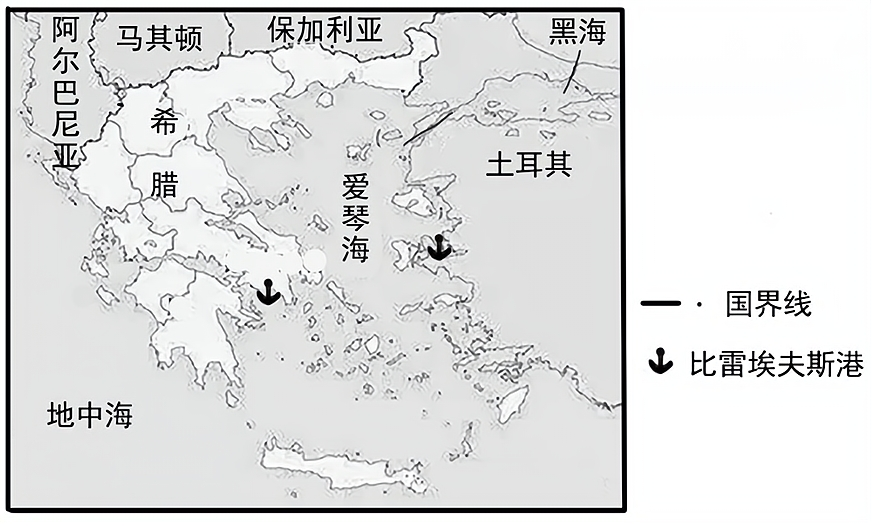 阿尔巴尼亚
马其顿
保加利亚
黑海
希
腊
土耳其
爱琴海
地中海
国界线
比雷埃夫斯港